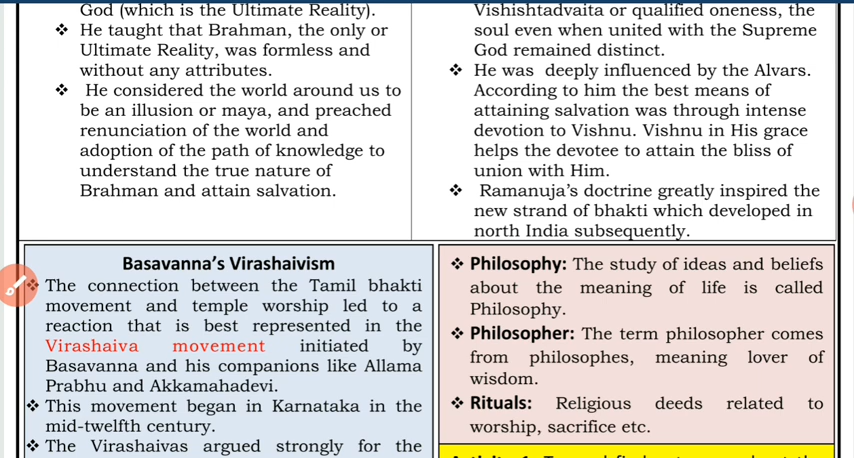 God (which is the Ultimate Reality).
❖ He taught that Brahman, the only or
Ultimate Reality, was formless and
without any attributes.
❖ He considered the world around us to
be an illusion or maya, and preached
renunciation of the world and
adoption of the path of knowledge to
understand the true nature of
Brahman and attain salvation.
Vishishtadvaita or qualified oneness, the
soul even when united with the Supreme
God remained distinct.
❖ He was deeply influenced by the Alvars.
According to him the best means of
attaining salvation was through intense
devotion to Vishnu. Vishnu in His grace
helps the devotee to attain the bliss of
union with Him.
❖ Ramanuja’s doctrine greatly inspired the
new strand of bhakti which developed in
north India subsequently.
Basavanna’s Virashaivism
❖ The connection between the Tamil bhakti
movement and temple worship led to a
reaction that is best represented in the
Virashaiva movement initiated by
Basavanna and his companions like Allama
Prabhu and Akkamahadevi.
❖ This movement began in Karnataka in the
mid-twelfth century.
❖ The Virashaivas argued strongly for the
❖ Philosophy: The study of ideas and beliefs
about the meaning of life is called
Philosophy.
❖ Philosopher: The term philosopher comes
from philosophes, meaning lover of
wisdom.
❖ Rituals: Religious deeds related to
worship, sacrifice etc.